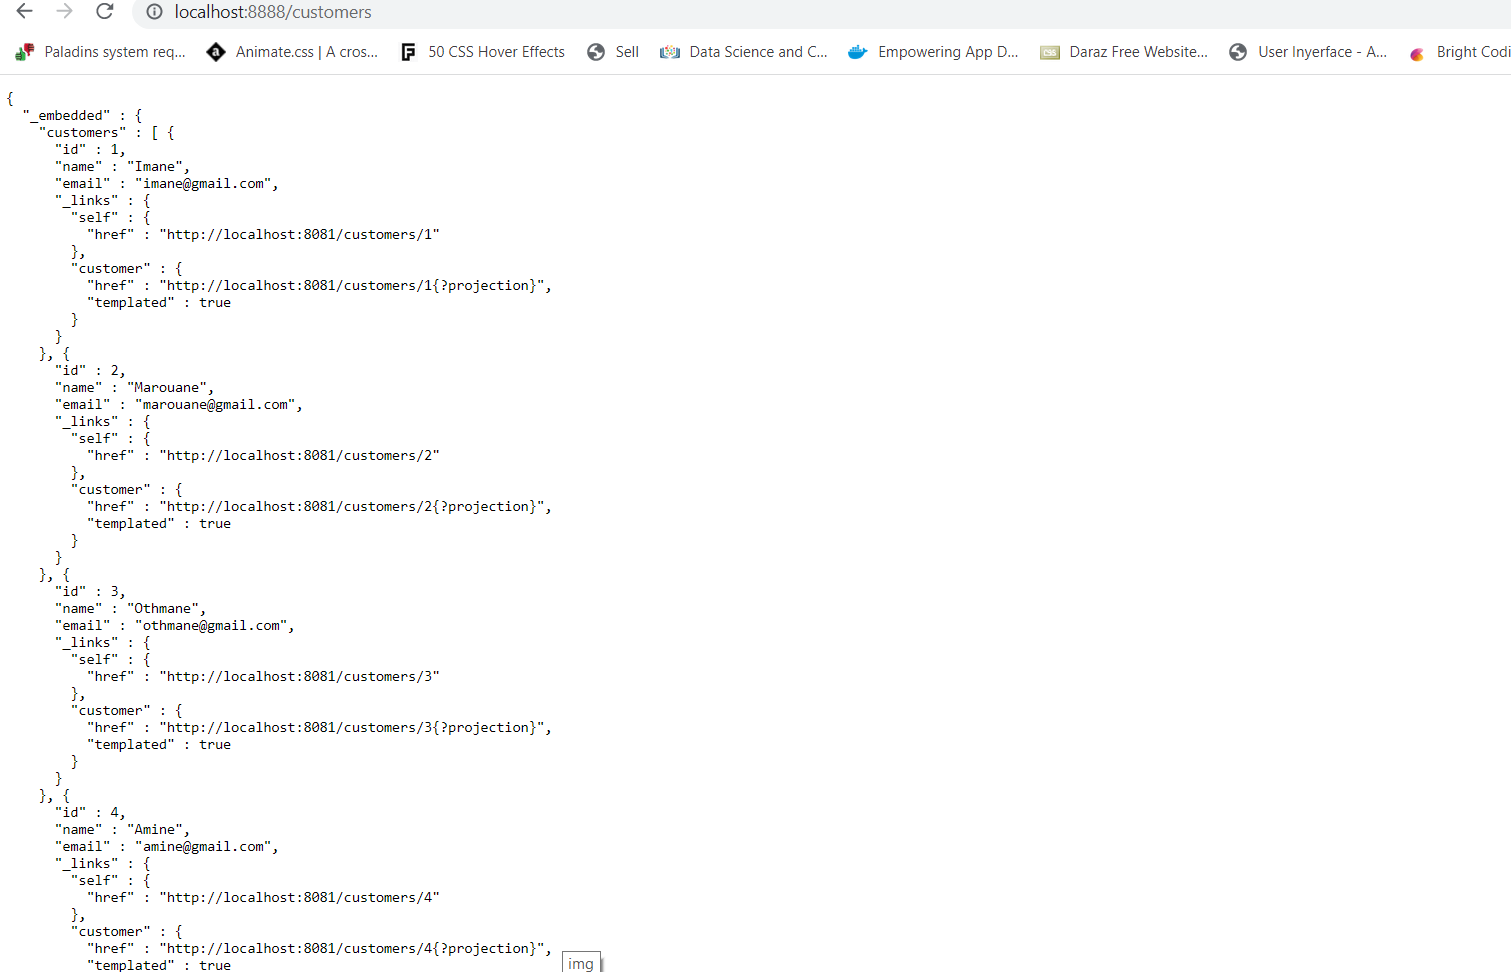 localhost:8888/customers
Paladins system req... Animate.css | A cros... 50 CSS Hover Effects Sell Data Science and C... Empowering App D... CSS Daraz Free Website... User Inyerface - A... Bright Codi
{
  "_embedded" : {
    "customers" : [ {
      "id" : 1,
      "name" : "Imane",
      "email" : "imane@gmail.com",
      "_links" : {
        "self" : {
          "href" : "http://localhost:8081/customers/1"
        },
        "customer" : {
          "href" : "http://localhost:8081/customers/1{?projection}",
          "templated" : true
        }
      }
    }, {
      "id" : 2,
      "name" : "Marouane",
      "email" : "marouane@gmail.com",
      "_links" : {
        "self" : {
          "href" : "http://localhost:8081/customers/2"
        },
        "customer" : {
          "href" : "http://localhost:8081/customers/2{?projection}",
          "templated" : true
        }
      }
    }, {
      "id" : 3,
      "name" : "Othmane",
      "email" : "othmane@gmail.com",
      "_links" : {
        "self" : {
          "href" : "http://localhost:8081/customers/3"
        },
        "customer" : {
          "href" : "http://localhost:8081/customers/3{?projection}",
          "templated" : true
        }
      }
    }, {
      "id" : 4,
      "name" : "Amine",
      "email" : "amine@gmail.com",
      "_links" : {
        "self" : {
          "href" : "http://localhost:8081/customers/4"
        },
        "customer" : {
          "href" : "http://localhost:8081/customers/4{?projection}",
          "templated" : true
img